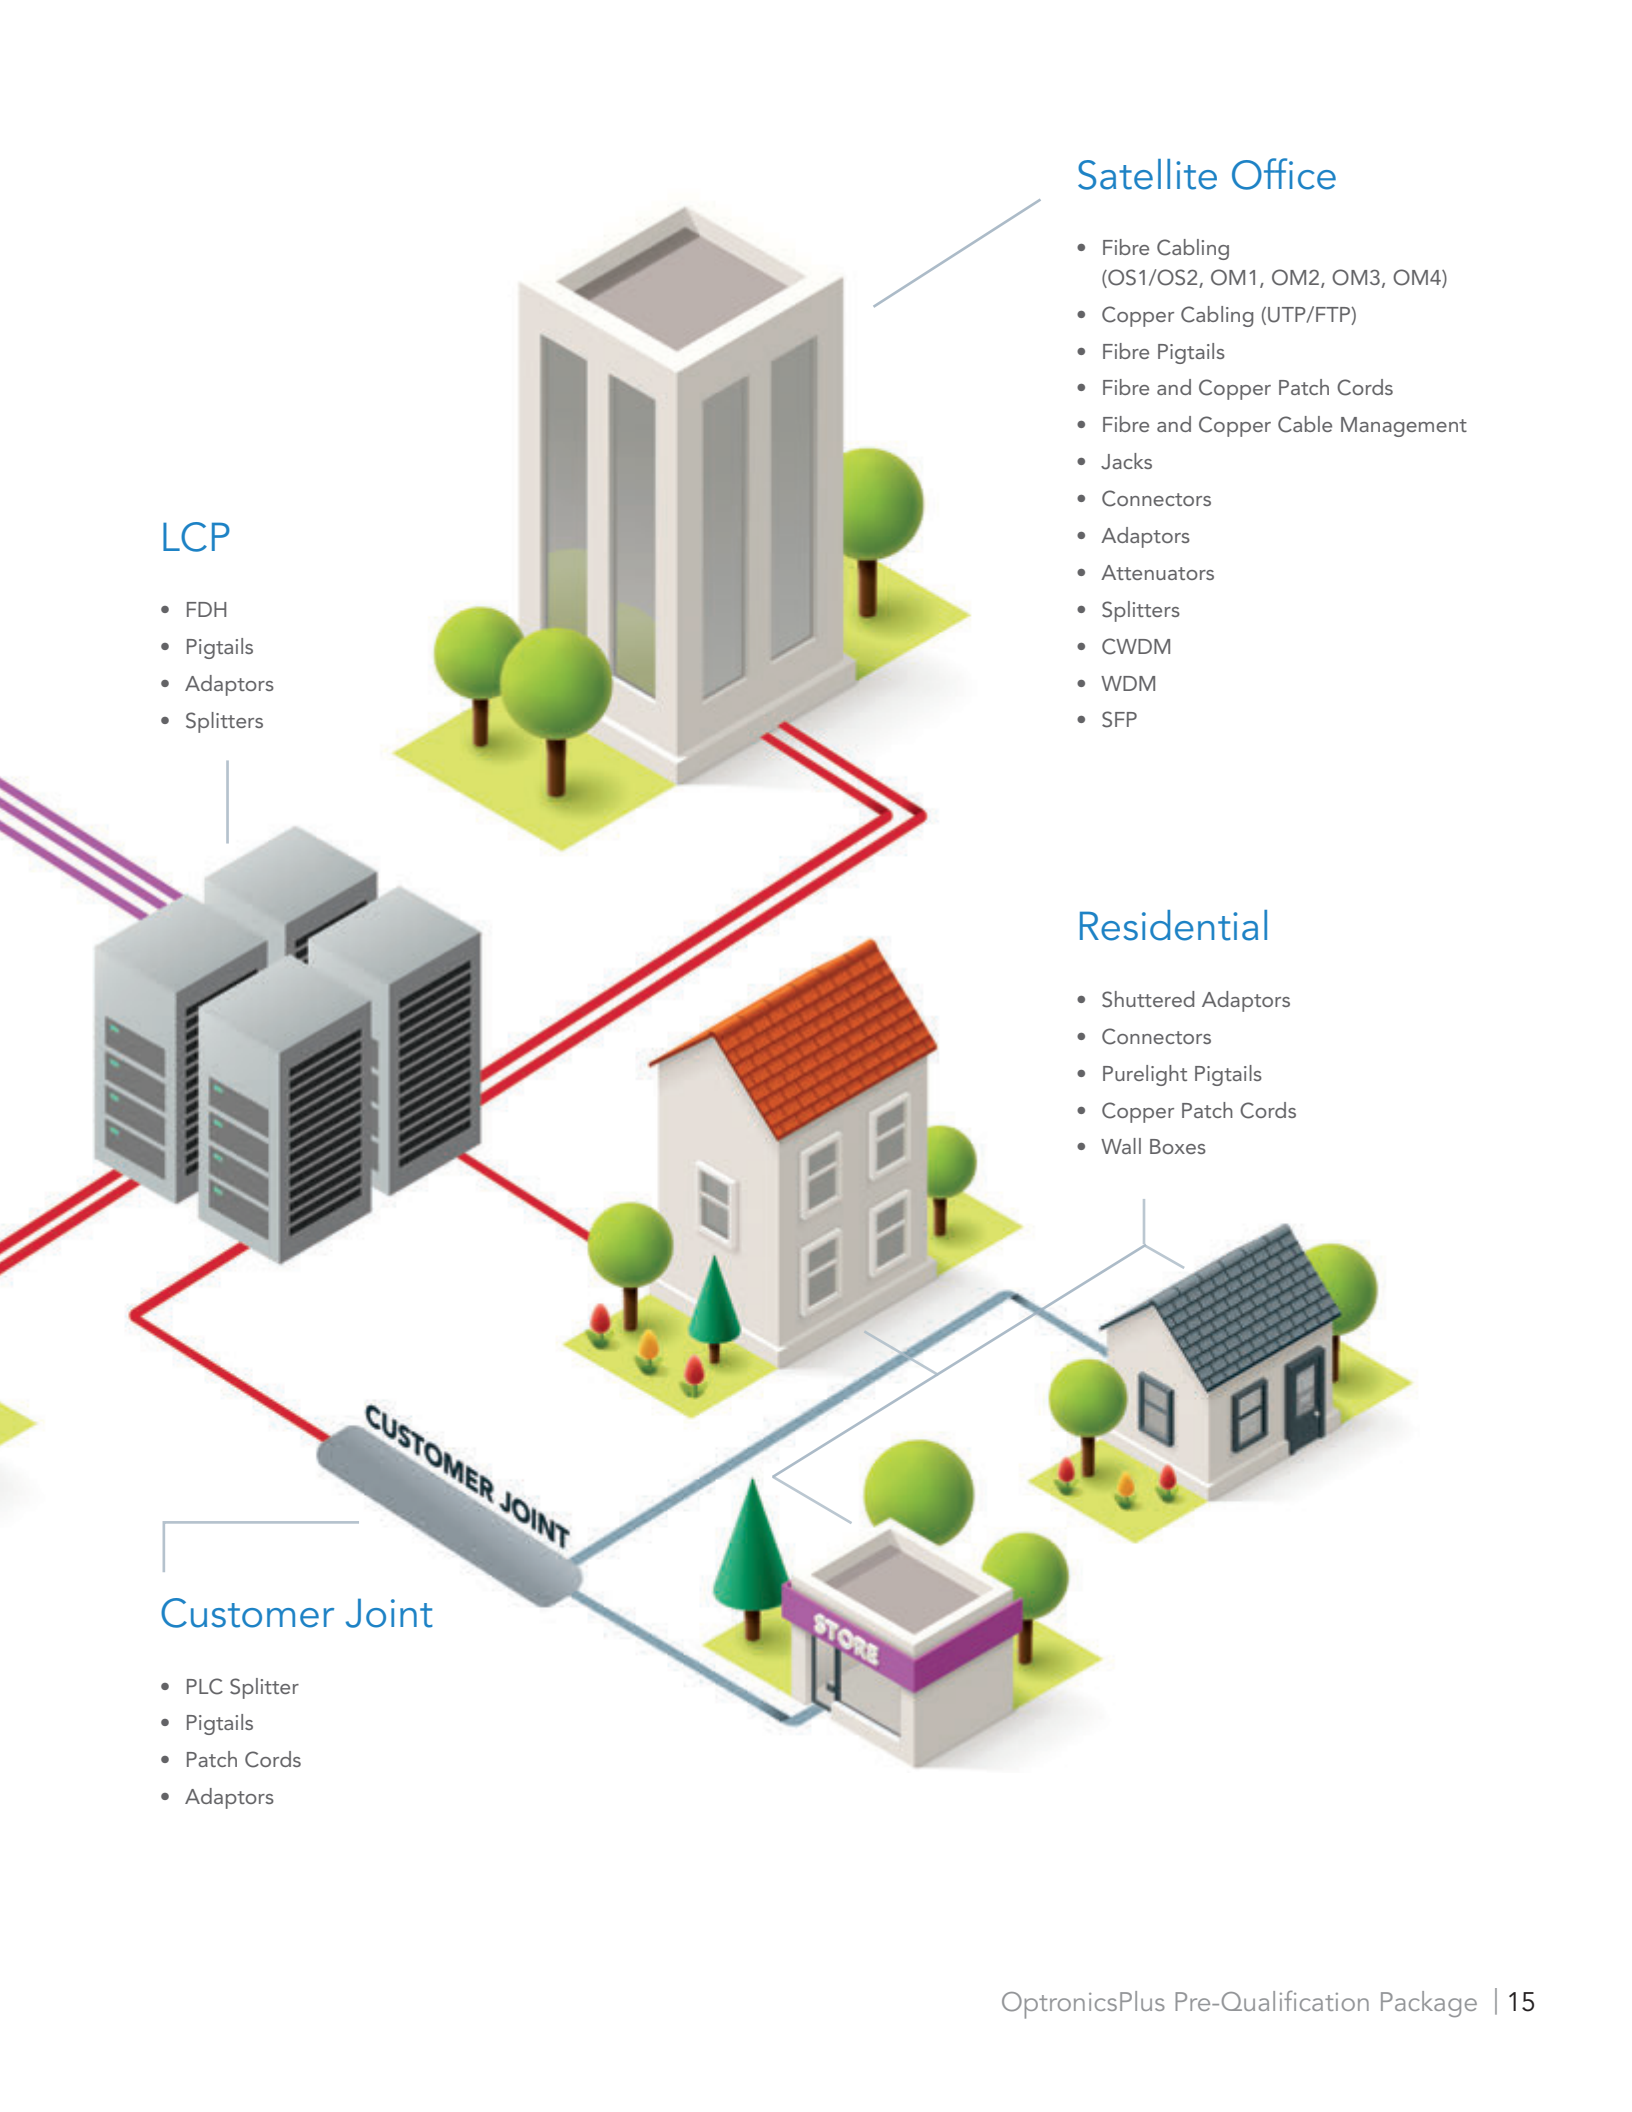 Satellite Office
• Fibre Cabling
(OS1/OS2, OM1, OM2, OM3, OM4)
• Copper Cabling (UTP/FTP)
• Fibre Pigtails
• Fibre and Copper Patch Cords
• Fibre and Copper Cable Management
• Jacks
• Connectors
• Adaptors
• Attenuators
• Splitters
• CWDM
• WDM
• SFP
LCP
• FDH
• Pigtails
• Adaptors
• Splitters
Residential
• Shuttered Adaptors
• Connectors
• Purelight Pigtails
• Copper Patch Cords
• Wall Boxes
CUSTOMER JOINT
STORE
Customer Joint
• PLC Splitter
• Pigtails
• Patch Cords
• Adaptors
OptronicsPlus Pre-Qualification Package | 15